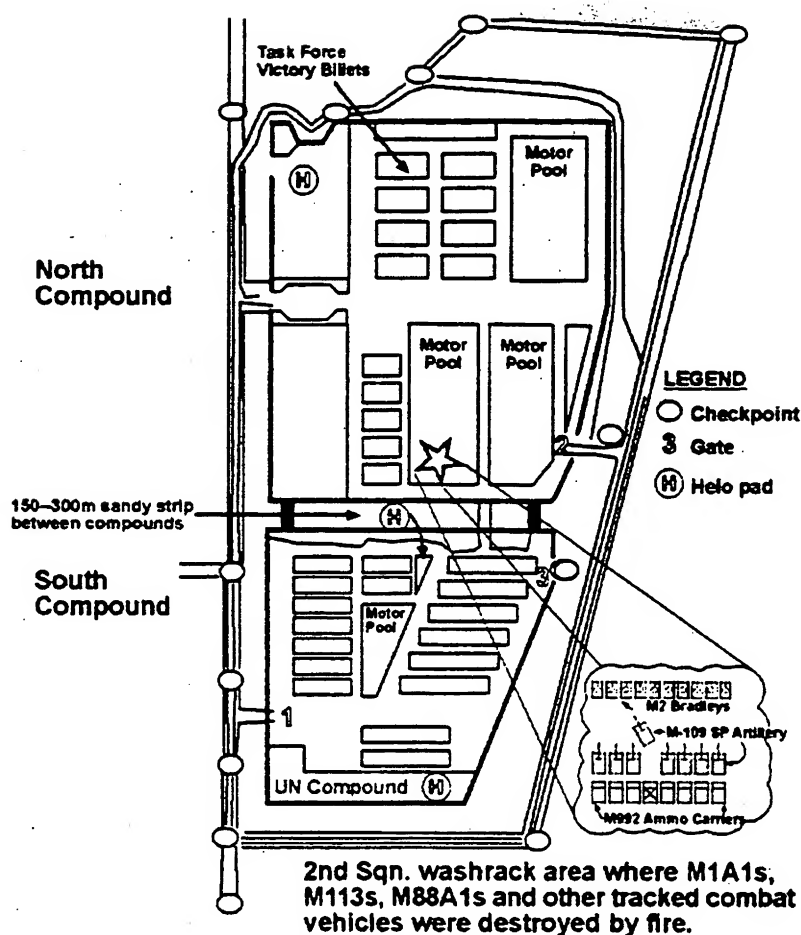 Task Force
Victory Billets
Motor
Pool
H
North
Compound
Motor
Pool
Motor
Pool
LEGEND
Checkpoint
3 Gate
H Helo pad
2
150–300m sandy strip
between compounds
H
South
Compound
3
Motor
Pool
1
M2 Bradleys
M-109 SP Artillery
M992 Ammo Carriers
UN Compound H
2nd Sqn. washrack area where M1A1s,
M113s, M88A1s and other tracked combat
vehicles were destroyed by fire.